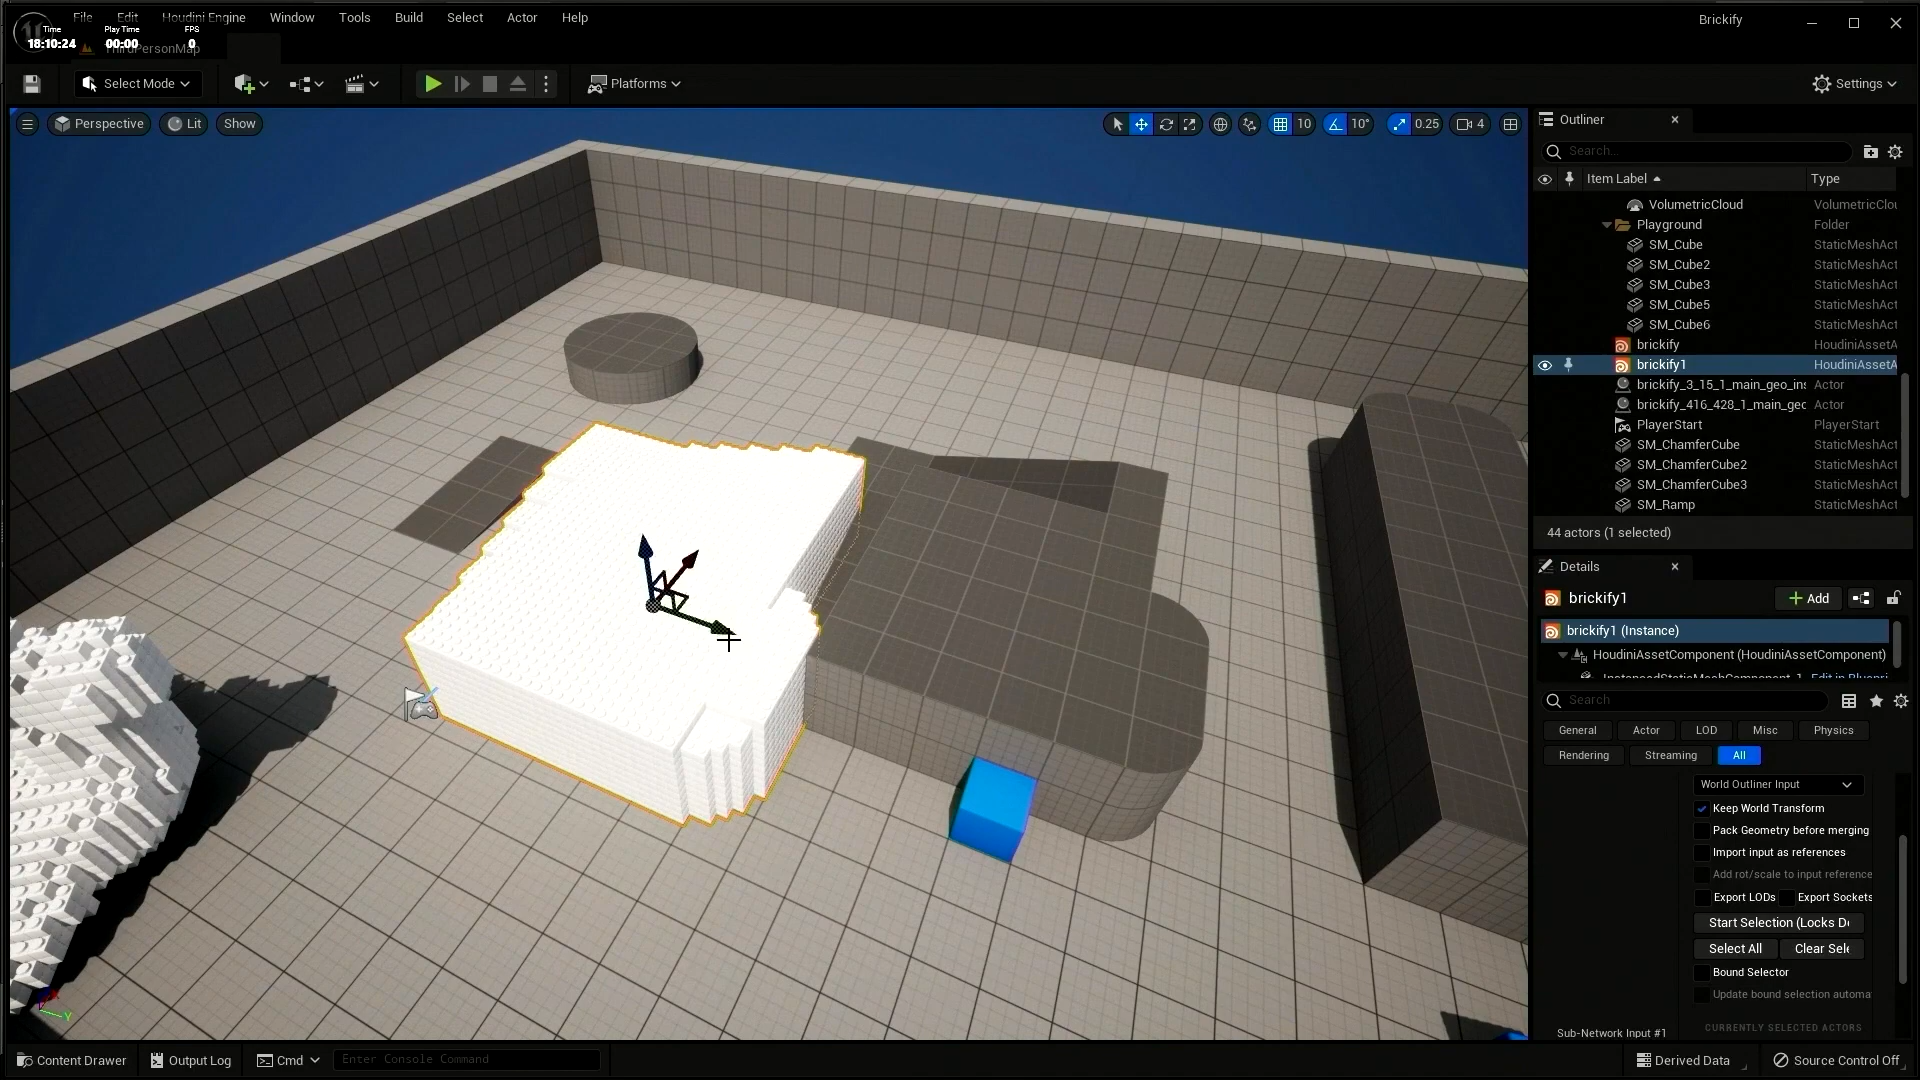 File Edit Houdini Engine Window Tools Build Select Actor Help
Brickify
Time Play Time FPS
18:10:24 00:00 0
ThirdPersonMap
Select Mode
Platforms
Settings
Perspective Lit Show
10 10° 0.25 4
Outliner
Search...
Item Label Type
VolumetricCloud VolumetricClou
Playground Folder
SM_Cube StaticMeshAct
SM_Cube2 StaticMeshAct
SM_Cube3 StaticMeshAct
SM_Cube5 StaticMeshAct
SM_Cube6 StaticMeshAct
brickify HoudiniAssetA
brickify1 HoudiniAssetA
brickify_3_15_1_main_geo_ins Actor
brickify_416_428_1_main_gec Actor
PlayerStart PlayerStart
SM_ChamferCube StaticMeshAct
SM_ChamferCube2 StaticMeshAct
SM_ChamferCube3 StaticMeshAct
SM_Ramp StaticMeshAct
44 actors (1 selected)
Details
brickify1 Add
brickify1 (Instance)
HoudiniAssetComponent (HoudiniAssetComponent)
InstancedStaticMeshComponent_1 Edit in Bluepri
Search
General Actor LOD Misc Physics
Rendering Streaming All
World Outliner Input
Keep World Transform
Pack Geometry before merging
Import input as references
Add rot/scale to input reference
Export LODs Export Sockets
Start Selection (Locks D
Select All Clear Sele
Bound Selector
Update bound selection automa
CURRENTLY SELECTED ACTORS
Sub-Network Input #1
Y
Content Drawer Output Log Cmd Enter Console Command
Derived Data Source Control Off